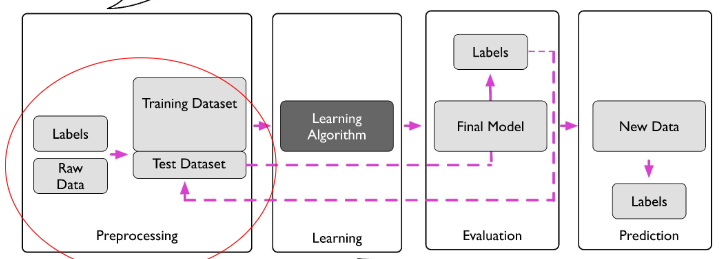 Labels
Raw
Data
Training Dataset
Test Dataset
Preprocessing
Learning
Algorithm
Learning
Labels
Final Model
Evaluation
New Data
Labels
Prediction